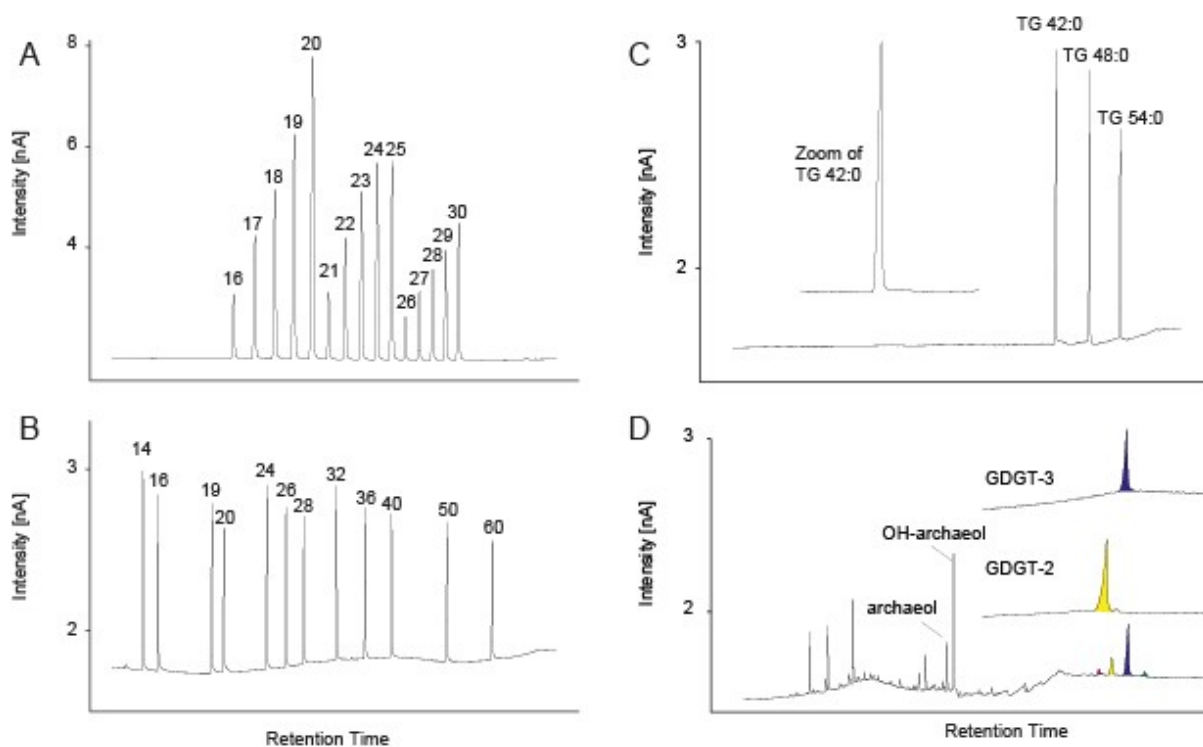 A
Intensity [nA]
8
6
4
16
17
18
19
20
21
22
23
24
25
26
27
28
29
30
B
Intensity [nA]
3
2
14
16
19
20
24
26
28
32
36
40
50
60
Retention Time
C
Intensity [nA]
3
2
Zoom of
TG 42:0
TG 42:0
TG 48:0
TG 54:0
D
Intensity [nA]
3
2
GDGT-3
OH-archaeol
GDGT-2
archaeol
Retention Time